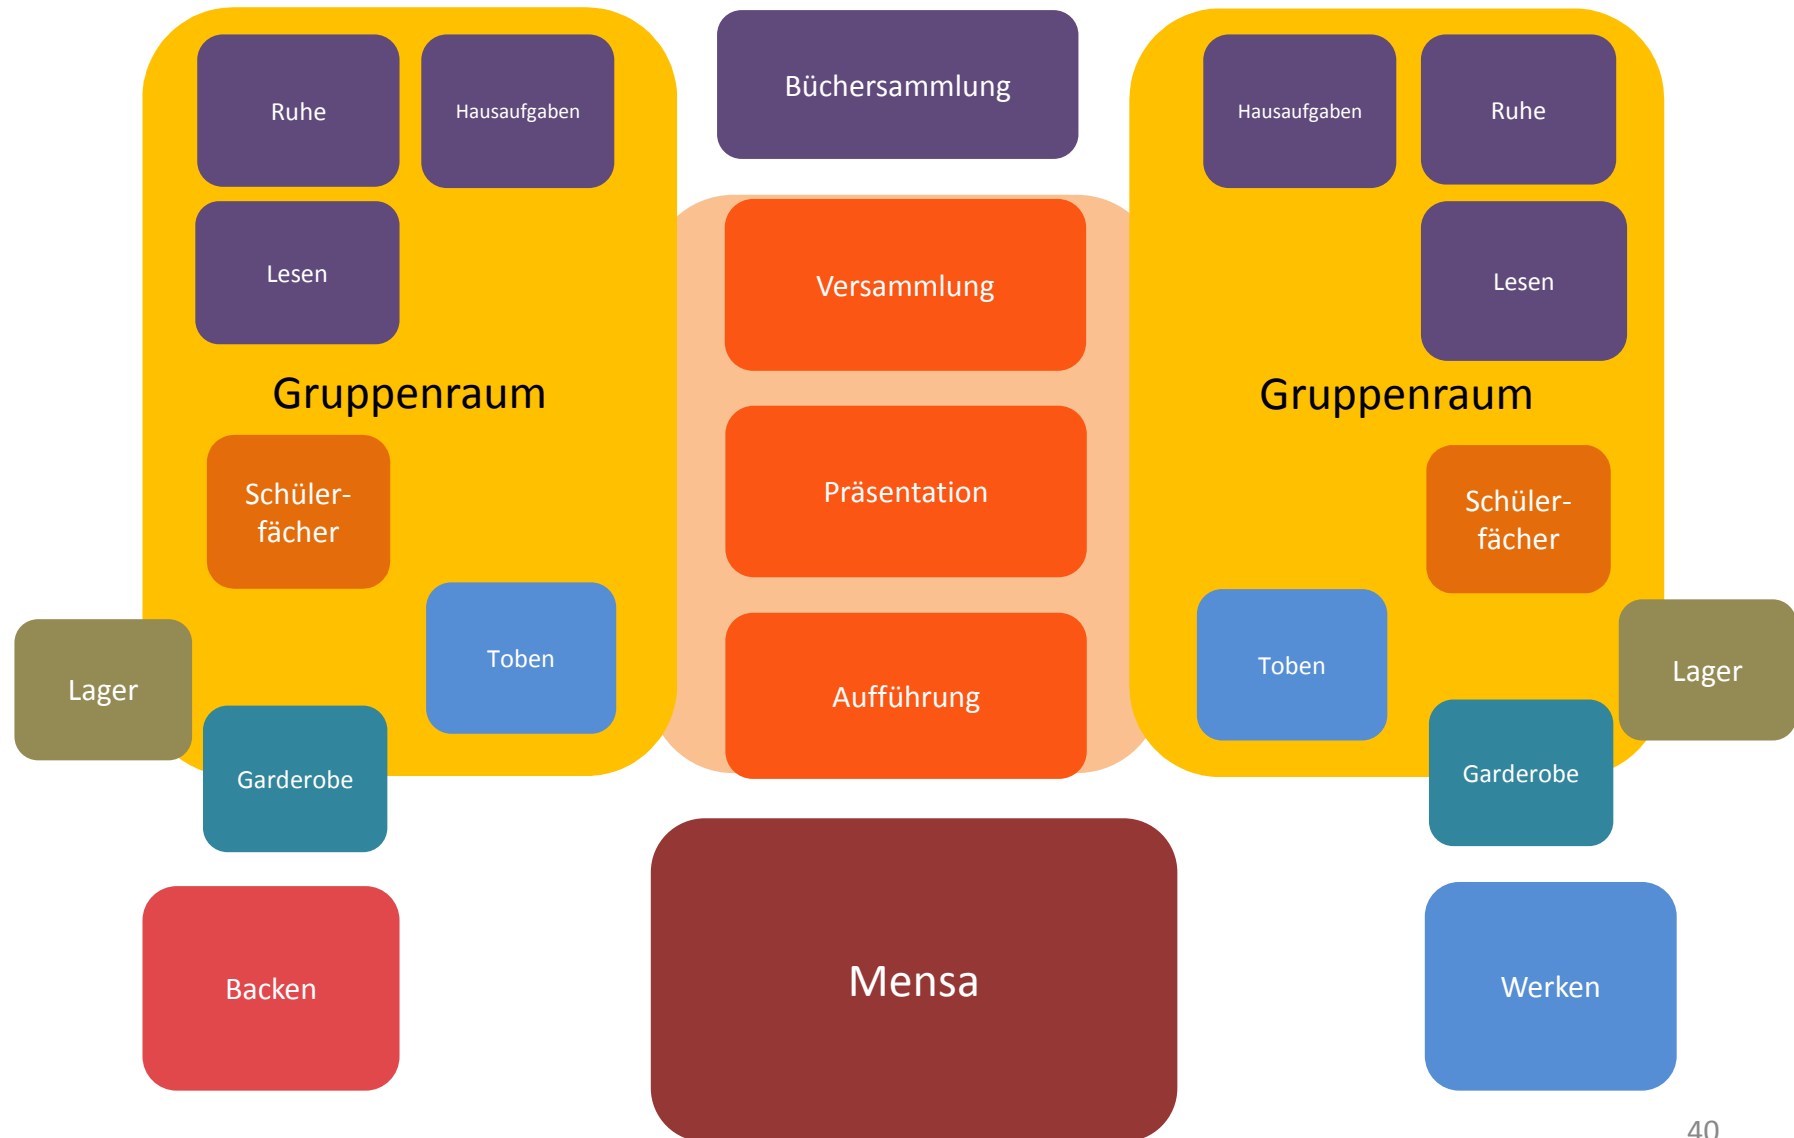 Ruhe
Hausaufgaben
Lesen
Gruppenraum
Schüler-
fächer
Toben
Lager
Garderobe
Backen
Büchersammlung
Versammlung
Präsentation
Aufführung
Mensa
Hausaufgaben
Ruhe
Lesen
Gruppenraum
Schüler-
fächer
Toben
Lager
Garderobe
Werken
40